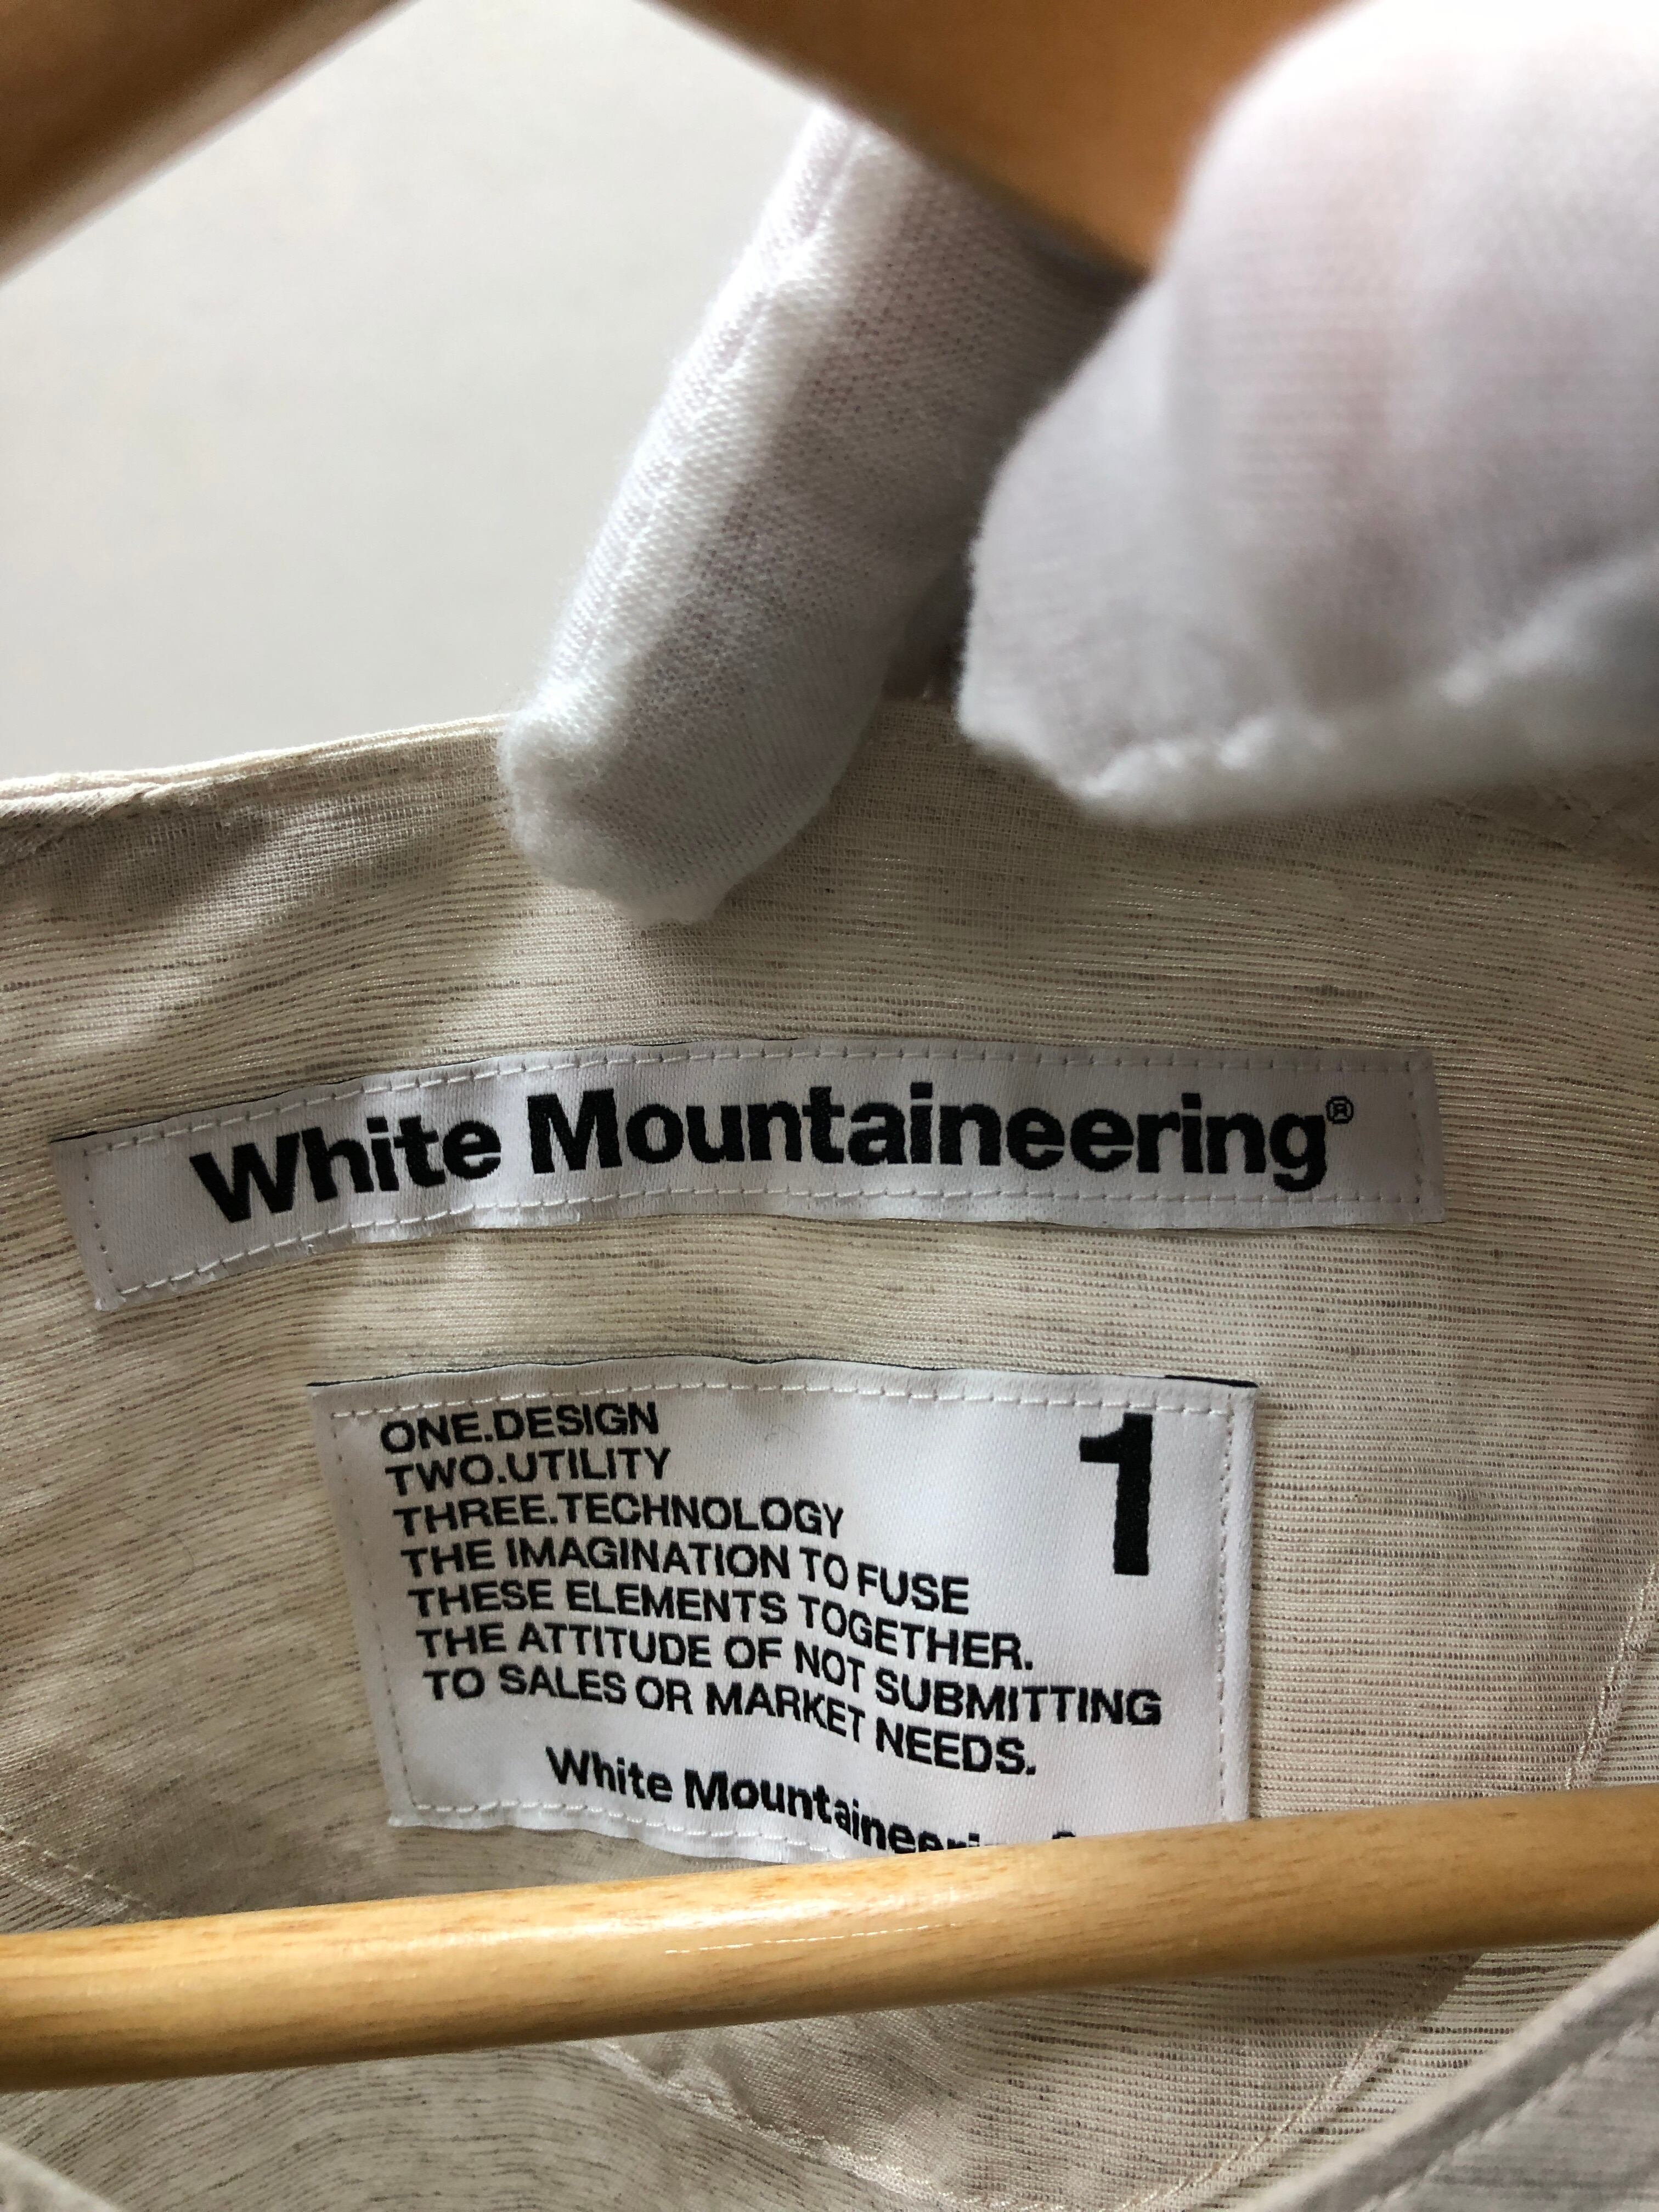 White Mountaineering®
1
ONE.DESIGN
TWO.UTILITY
THREE.TECHNOLOGY
THE IMAGINATION TO FUSE
THESE ELEMENTS TOGETHER.
THE ATTITUDE OF NOT SUBMITTING
TO SALES OR MARKET NEEDS.
White